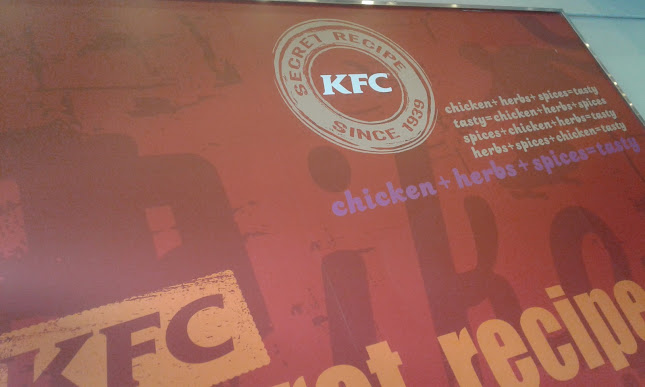 SECRET RECIPE
KFC
SINCE 1939
chicken+herbs+spices=tasty
tasty=chicken+herbs+spices
spices+chicken+herbs=tasty
herbs+spices+chicken=tasty
chicken+herbs+spices=tasty
KFC
recipe